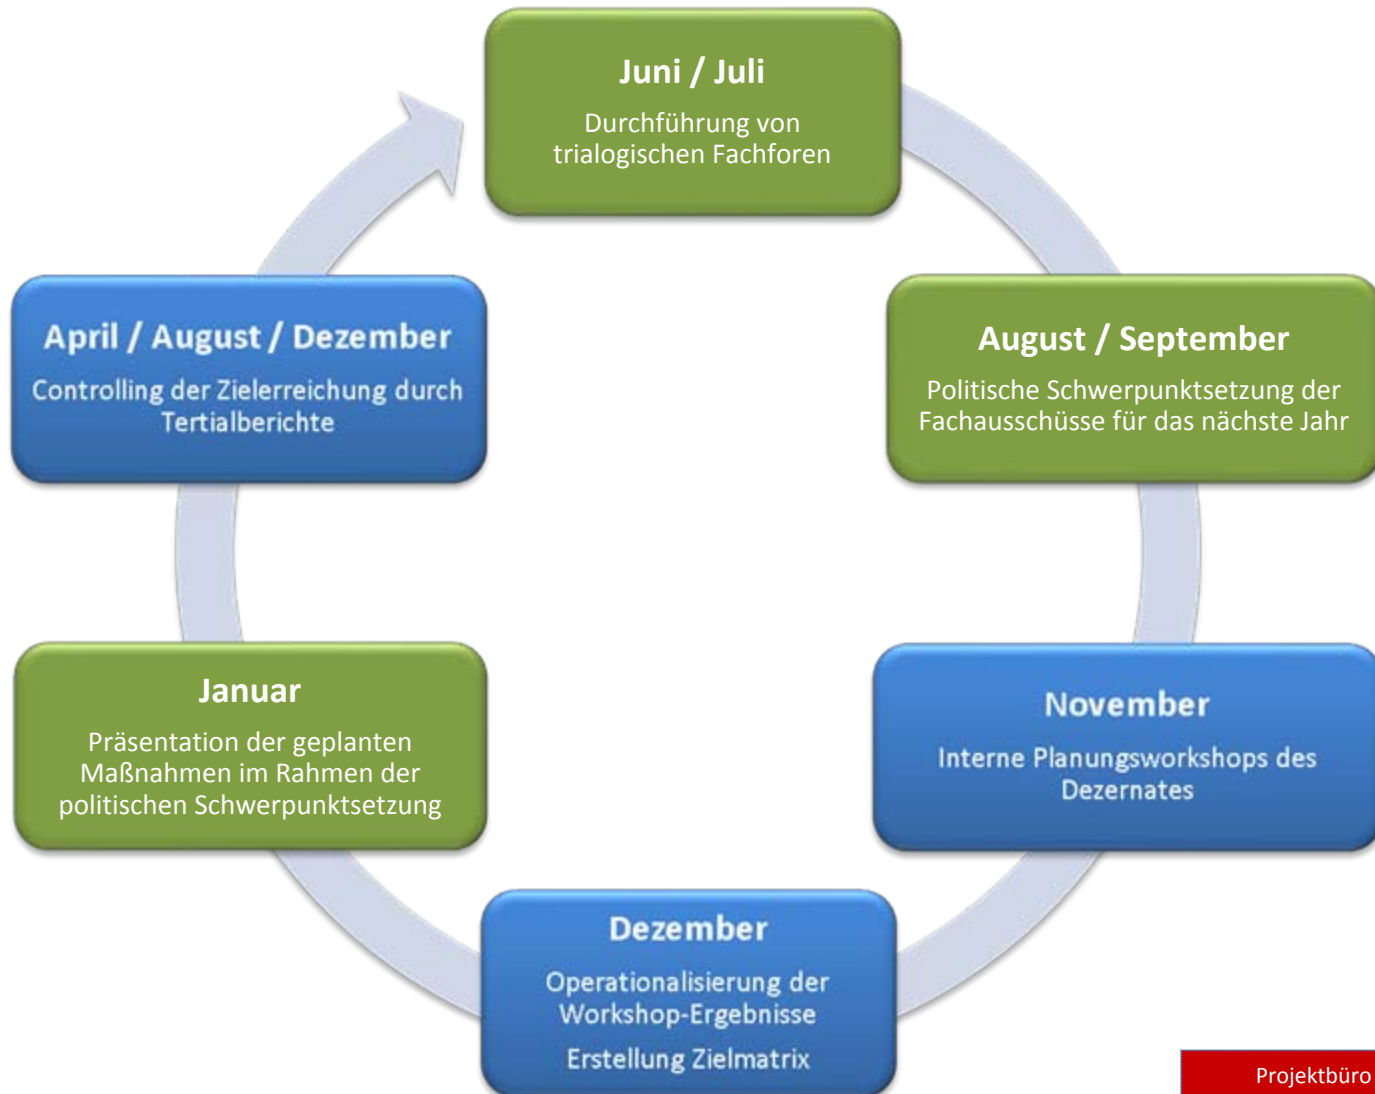 Juni / Juli
Durchführung von
trialogischen Fachforen
August / September
Politische Schwerpunktsetzung der
Fachausschüsse für das nächste Jahr
November
Interne Planungsworkshops des
Dezernates
Dezember
Operationalisierung der
Workshop-Ergebnisse
Erstellung Zielmatrix
Januar
Präsentation der geplanten
Maßnahmen im Rahmen der
politischen Schwerpunktsetzung
April / August / Dezember
Controlling der Zielerreichung durch
Tertialberichte
Projektbüro